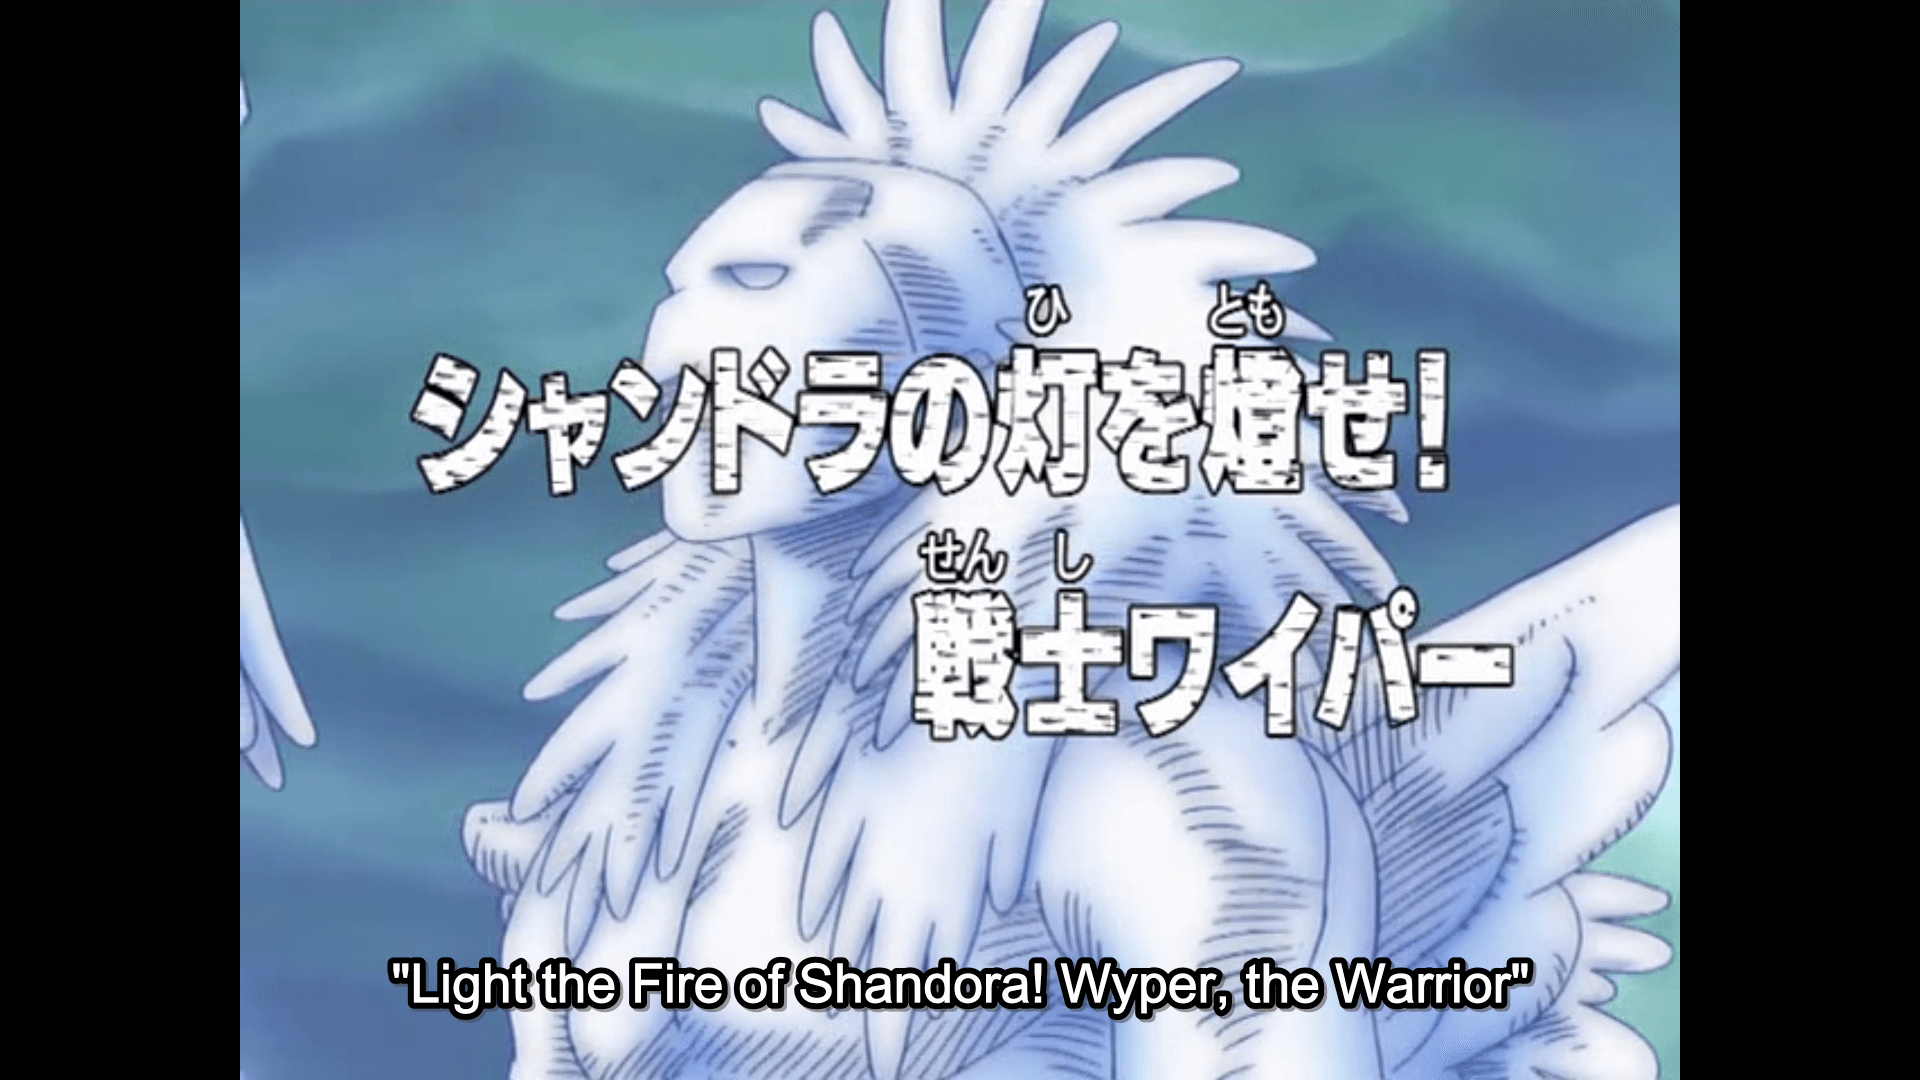 ひ とも
シャンドラの灯を燈せ!
せん し
戦士ワイパー
"Light the Fire of Shandora! Wyper, the Warrior"